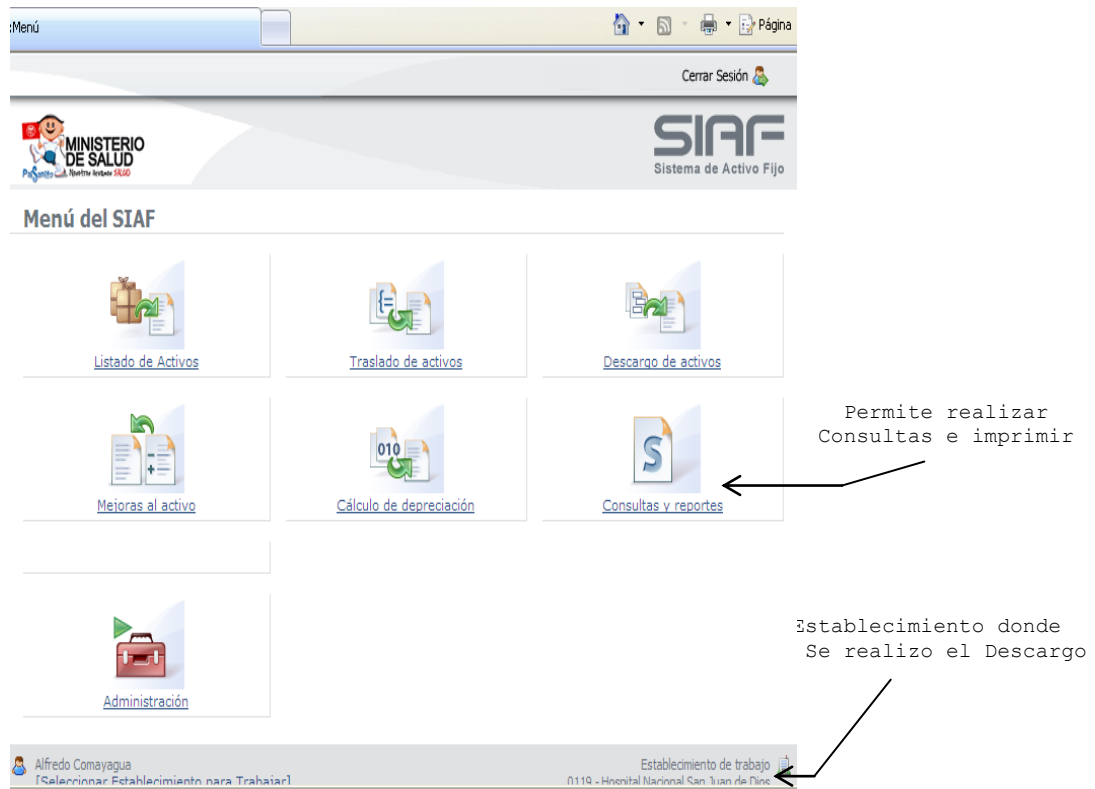 :Menú
Página
Cerrar Sesión
MINISTERIO
DE SALUD
SIAF
Sistema de Activo Fijo
Menú del SIAF
Listado de Activos
Traslado de activos
Descargo de activos
Permite realizar
Consultas e imprimir
010
S
Mejoras al activo
Cálculo de depreciación
Consultas y reportes
Establecimiento donde
Se realizo el Descargo
Administración
Alfredo Comayagua
[Seleccionar Establecimiento para Trabajar]
Establecimiento de trabajo
0119 - Hospital Nacional San Juan de Dios